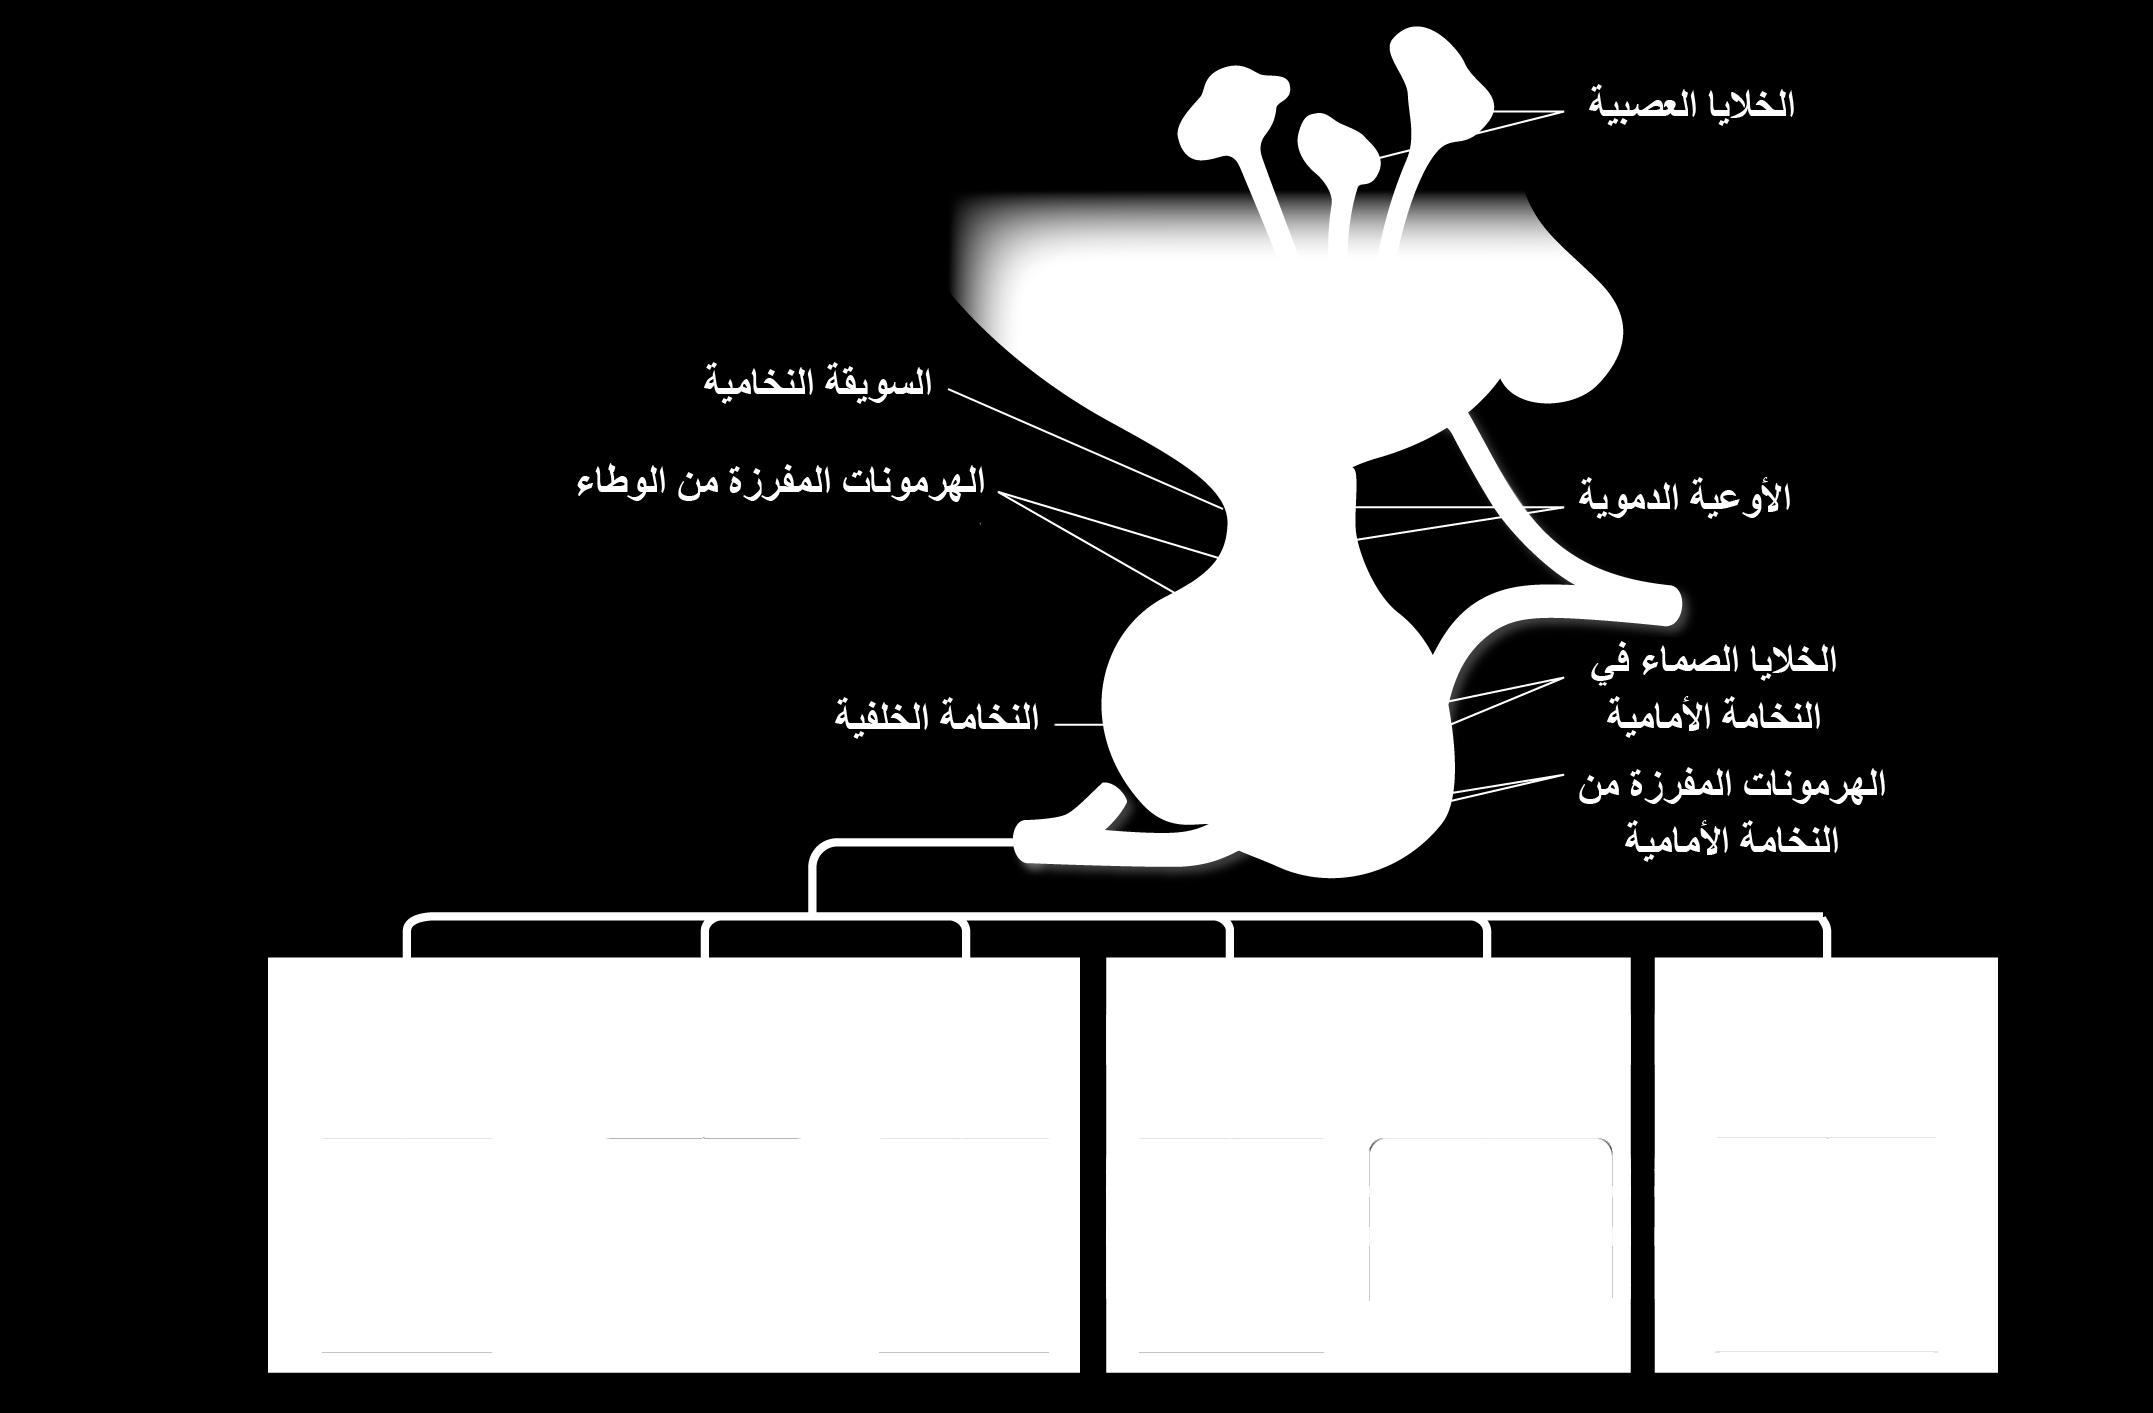 الخلايا العصبية
السويقة النخامية
الهرمونات المفرزة من الوطاء
الأوعية الدموية
الخلايا الصماء في
النخامة الأمامية
النخامة الخلفية
الهرمونات المفرزة من
النخامة الأمامية